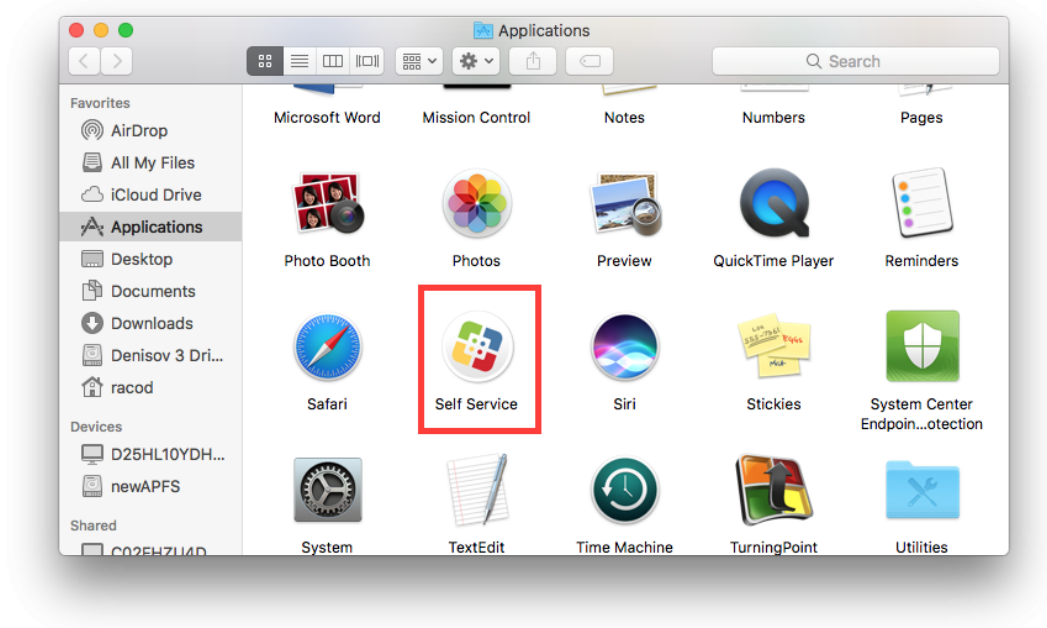 Applications
Search
Favorites
AirDrop
All My Files
iCloud Drive
Applications
Desktop
Documents
Downloads
Denisov 3 Dri...
racod
Devices
D25HL10YDH...
newAPFS
Shared
C02FHZU4D
Microsoft Word
Mission Control
Notes
Numbers
Pages
Photo Booth
Photos
Preview
QuickTime Player
Reminders
Safari
Self Service
Siri
Stickies
System Center
Endpoin...otection
System
TextEdit
Time Machine
TurningPoint
Utilities